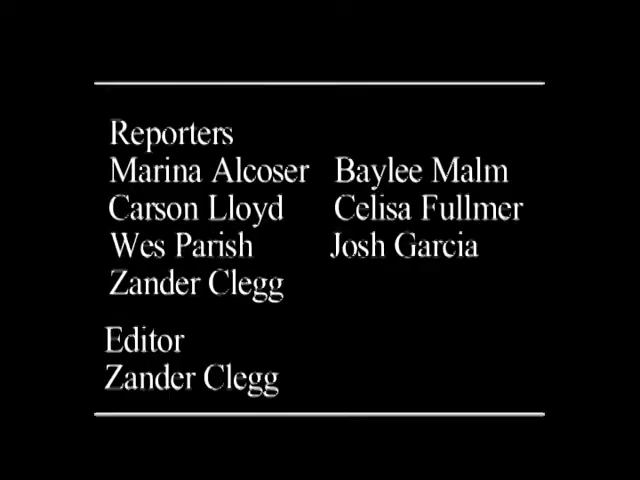 Reporters
Marina Alcoser Baylee Malm
Carson Lloyd Celisa Fullmer
Wes Parish Josh Garcia
Zander Clegg
Editor
Zander Clegg